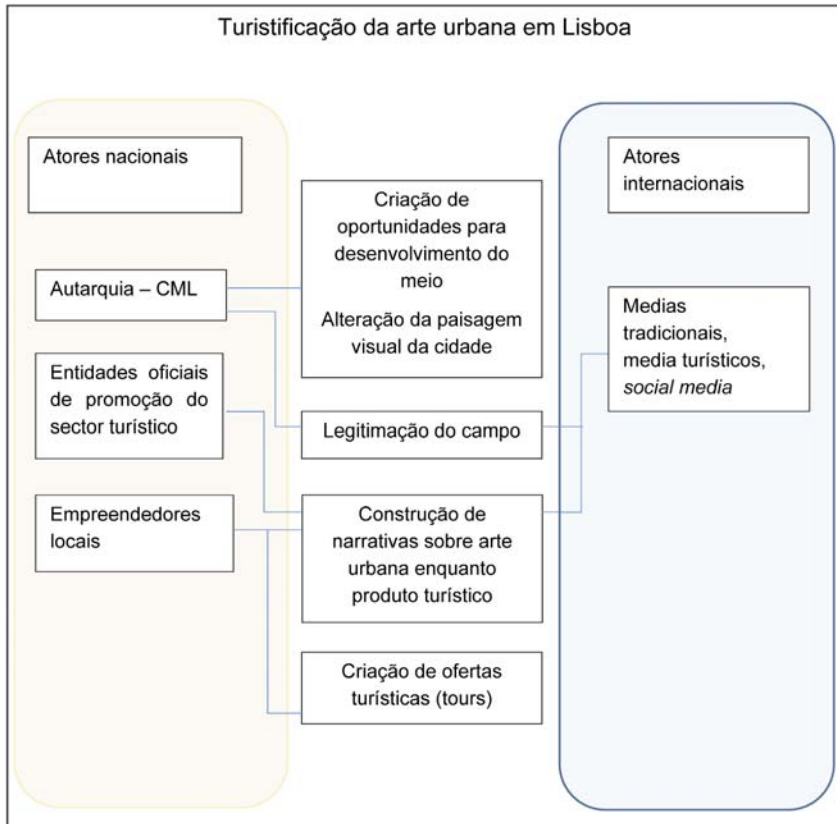 Turistificação da arte urbana em Lisboa
Atores nacionais
Autarquia – CML
Entidades oficiais
de promoção do
sector turístico
Empreendedores
locais
Criação de
oportunidades para
desenvolvimento do
meio
Alteração da paisagem
visual da cidade
Legitimação do campo
Construção de
narrativas sobre arte
urbana enquanto
produto turístico
Criação de ofertas
turísticas (tours)
Atores
internacionais
Medias
tradicionais,
media turísticos,
social media